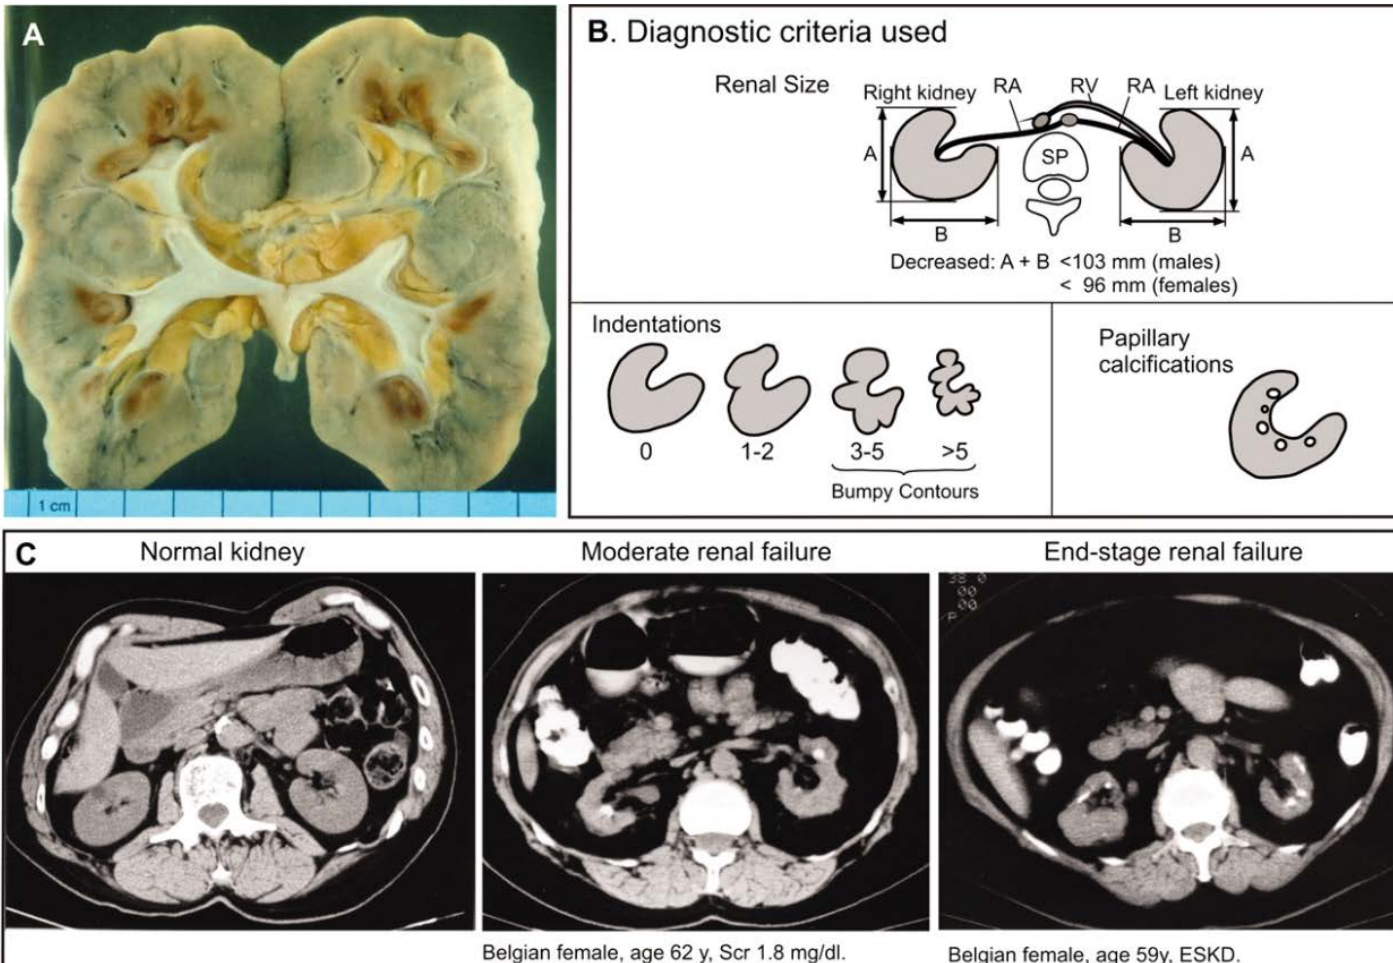 A
1 cm
B. Diagnostic criteria used
Renal Size
Right kidney
RA
RV
RA
Left kidney
A
SP
A
B
B
Decreased: A + B <103 mm (males)
< 96 mm (females)
Indentations
0
1-2
3-5
>5
Bumpy Contours
Papillary
calcifications
C
Normal kidney
Moderate renal failure
End-stage renal failure
00
00
P
Belgian female, age 62 y, Scr 1.8 mg/dl.
Belgian female, age 59y, ESKD.